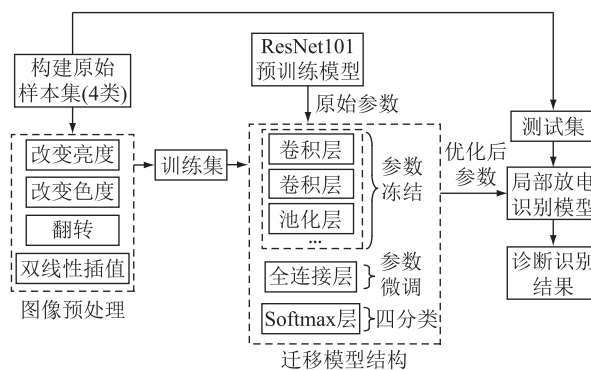 构建原始
样本集(4类)
改变亮度
改变色度
翻转
双线性插值
图像预处理
训练集
ResNet101
预训练模型
原始参数
卷积层
卷积层
池化层
...
参数
冻结
全连接层
参数
微调
Softmax层
四分类
迁移模型结构
优化后
参数
测试集
局部放电
识别模型
诊断识别
结果